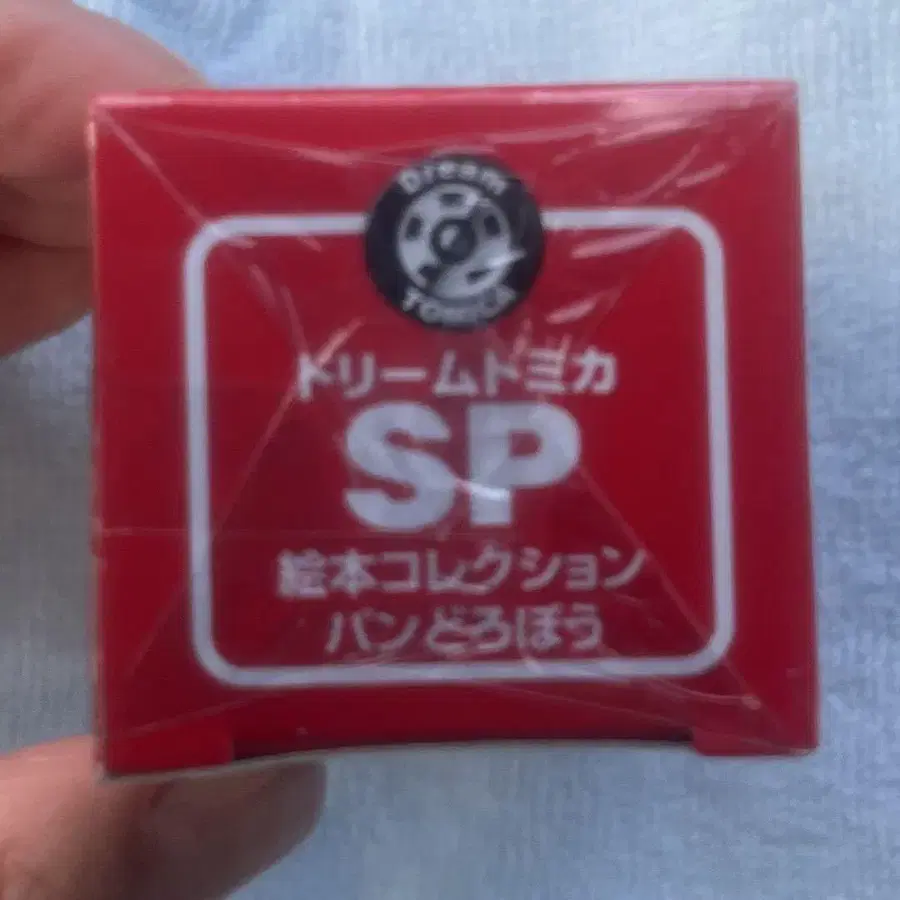 Dream
TOMICA
ドリームトミカ
SP
絵本コレクション
パンどろぼう